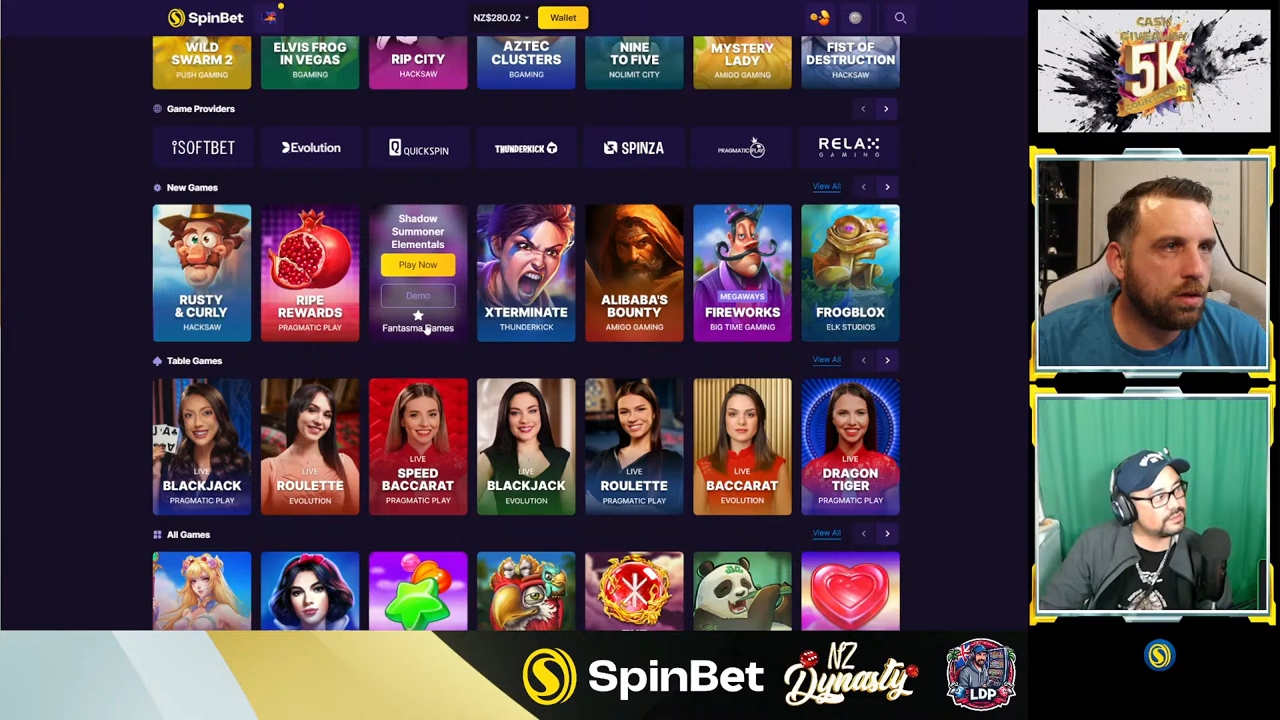 SpinBet
NZ$280.02
Wallet
WILD
SWARM 2
PUSH GAMING
ELVIS FROG
IN VEGAS
BGAMING
RIP CITY
HACKSAW
AZTEC
CLUSTERS
BGAMING
NINE
TO FIVE
NOLIMIT CITY
MYSTERY
LADY
AMIGO GAMING
FIST OF
DESTRUCTION
HACKSAW
Game Providers
iSOFTBET
Evolution
QUICKSPIN
THUNDERKICK
SPINZA
PRAGMATIC PLAY
RELAX
GAMING
New Games
View All
RUSTY
& CURLY
HACKSAW
RIPE
REWARDS
PRAGMATIC PLAY
Shadow
Summoner
Elementals
Play Now
Demo
Fantasma Games
XTERMINATE
THUNDERKICK
ALIBABA'S
BOUNTY
AMIGO GAMING
MEGAWAYS
FIREWORKS
BIG TIME GAMING
FROGBLOX
ELK STUDIOS
Table Games
View All
LIVE
BLACKJACK
PRAGMATIC PLAY
LIVE
ROULETTE
EVOLUTION
LIVE
SPEED
BACCARAT
PRAGMATIC PLAY
LIVE
BLACKJACK
EVOLUTION
LIVE
ROULETTE
PRAGMATIC PLAY
LIVE
BACCARAT
EVOLUTION
LIVE
DRAGON
TIGER
PRAGMATIC PLAY
All Games
View All
CASH
GIVEAWAY
5K
COUNTDOWN
SpinBet
NZ
Dynasty
LDP